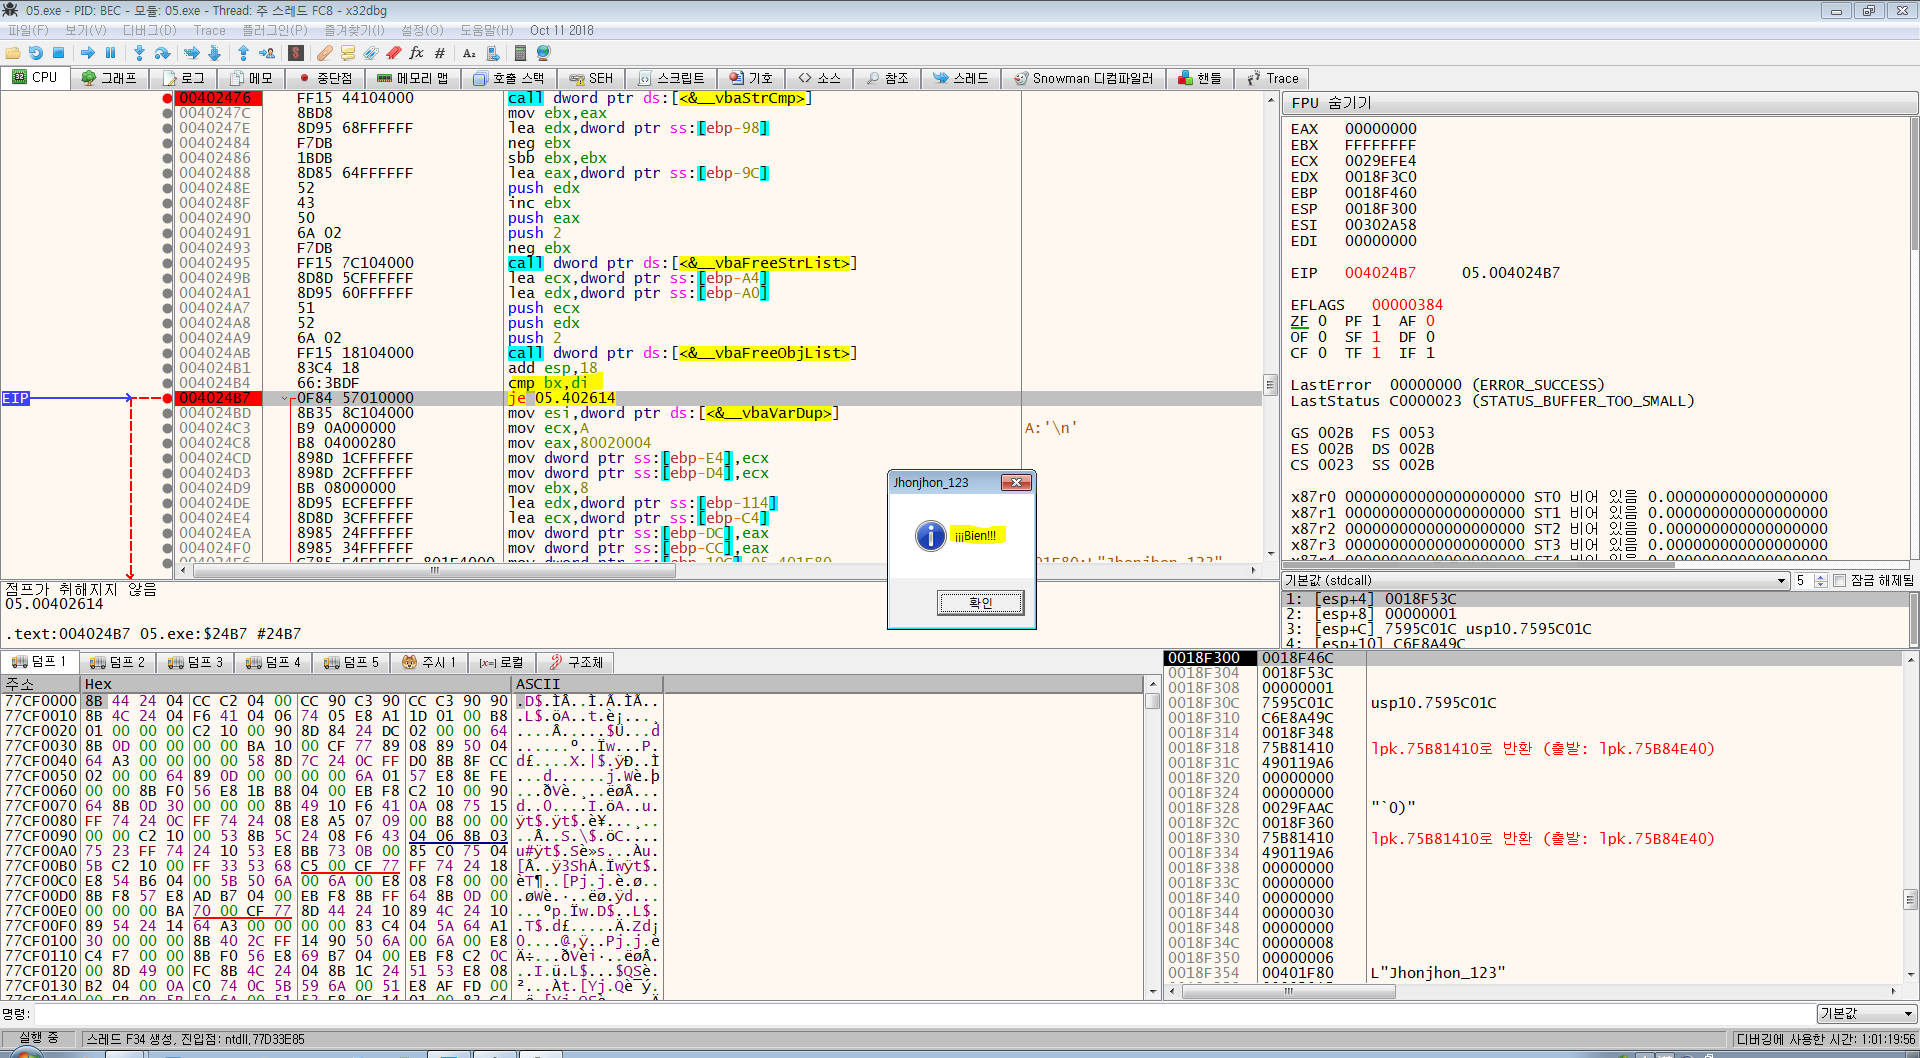 05.exe - PID: BEC - 모듈: 05.exe - Thread: 주 스레드 FC8 - x32dbg
파일(F) 보기(V) 디버그(D) Trace 플러그인(P) 즐겨찾기(I) 설정(O) 도움말(H) Oct 11 2018
CPU 그래프 로그 메모 중단점 메모리 맵 호출 스택 SEH 스크립트 기호 소스 참조 스레드 Snowman 디컴파일러 핸들 Trace
00402476 FF15 44104000 call dword ptr ds:[<&__vbaStrCmp>]
0040247C 8BD8 mov ebx,eax
0040247E 8D95 68FFFFFF lea edx,dword ptr ss:[ebp-98]
00402484 F7DB neg ebx
00402486 1BDB sbb ebx,ebx
00402488 8D85 64FFFFFF lea eax,dword ptr ss:[ebp-9C]
0040248E 52 push edx
0040248F 43 inc ebx
00402490 50 push eax
00402491 6A 02 push 2
00402493 F7DB neg ebx
00402495 FF15 7C104000 call dword ptr ds:[<&__vbaFreeStrList>]
0040249B 8D8D 5CFFFFFF lea ecx,dword ptr ss:[ebp-A4]
004024A1 8D95 60FFFFFF lea edx,dword ptr ss:[ebp-A0]
004024A7 51 push ecx
004024A8 52 push edx
004024A9 6A 02 push 2
004024AB FF15 18104000 call dword ptr ds:[<&__vbaFreeObjList>]
004024B1 83C4 18 add esp,18
004024B4 66:3BDF cmp bx,di
EIP 004024B7 0F84 57010000 je 05.402614
004024BD 8B35 8C104000 mov esi,dword ptr ds:[<&__vbaVarDup>]
004024C3 B9 0A000000 mov ecx,A A:'\n'
004024C8 B8 04000280 mov eax,80020004
004024CD 898D 1CFFFFFF mov dword ptr ss:[ebp-E4],ecx
004024D3 898D 2CFFFFFF mov dword ptr ss:[ebp-D4],ecx
004024D9 BB 08000000 mov ebx,8
004024DE 8D95 ECFEFFFF lea edx,dword ptr ss:[ebp-114]
004024E4 8D8D 3CFFFFFF lea ecx,dword ptr ss:[ebp-C4]
004024EA 8985 24FFFFFF mov dword ptr ss:[ebp-DC],eax
004024F0 8985 34FFFFFF mov dword ptr ss:[ebp-CC],eax
점프가 취해지지 않음
05.00402614
.text:004024B7 05.exe:$24B7 #24B7
Jhonjhon_123
¡¡¡Bien!!!
확인
FPU 숨기기
EAX 00000000
EBX FFFFFFFF
ECX 0029EFE4
EDX 0018F3C0
EBP 0018F460
ESP 0018F300
ESI 00302A58
EDI 00000000
EIP 004024B7 05.004024B7
EFLAGS 00000384
ZF 0 PF 1 AF 0
OF 0 SF 1 DF 0
CF 0 TF 1 IF 1
LastError 00000000 (ERROR_SUCCESS)
LastStatus C0000023 (STATUS_BUFFER_TOO_SMALL)
GS 002B FS 0053
ES 002B DS 002B
CS 0023 SS 002B
x87r0 00000000000000000000 ST0 비어 있음 0.000000000000000000
x87r1 00000000000000000000 ST1 비어 있음 0.000000000000000000
x87r2 00000000000000000000 ST2 비어 있음 0.000000000000000000
x87r3 00000000000000000000 ST3 비어 있음 0.000000000000000000
기본값 (stdcall) 5 잠금 해제됨
1: [esp+4] 0018F53C
2: [esp+8] 00000001
3: [esp+C] 7595C01C usp10.7595C01C
4: [esp+10] C6E8A49C
덤프 1 덤프 2 덤프 3 덤프 4 덤프 5 주시 1 [x=] 로컬 구조체
주소 Hex ASCII
77CF0000 8B 44 24 04 CC C2 04 00 CC 90 C3 90 CC C3 90 90
77CF0010 8B 4C 24 04 F6 41 04 06 74 05 E8 A1 1D 01 00 B8
77CF0020 01 00 00 00 C2 10 00 90 8D 84 24 DC 02 00 00 64
77CF0030 8B 0D 00 00 00 00 BA 10 00 CF 77 89 08 89 50 04
77CF0040 64 A3 00 00 00 00 58 8D 7C 24 0C FF D0 8B 8F CC
77CF0050 02 00 00 64 89 0D 00 00 00 00 6A 01 57 E8 8E FE
77CF0060 00 00 8B F0 56 E8 1B B8 04 00 EB F8 C2 10 00 90
77CF0070 64 8B 0D 30 00 00 00 8B 49 10 F6 41 0A 08 75 15
77CF0080 FF 74 24 0C FF 74 24 08 E8 A5 07 09 00 B8 00 00
77CF0090 00 00 C2 10 00 53 8B 5C 24 08 F6 43 04 06 8B 03
77CF00A0 75 23 FF 74 24 10 53 E8 BB 73 0B 00 85 C0 75 04
77CF00B0 5B C2 10 00 FF 33 53 68 C5 00 CF 77 FF 74 24 18
77CF00C0 E8 54 B6 04 00 5B 50 6A 00 6A 00 E8 08 F8 00 00
77CF00D0 8B F8 57 E8 AD B7 04 00 EB F8 8B FF 64 8B 0D 00
77CF00E0 00 00 00 BA 70 00 CF 77 8D 44 24 10 89 4C 24 10
77CF00F0 89 54 24 14 64 A3 00 00 00 00 83 C4 04 5A 64 A1
77CF0100 30 00 00 00 8B 40 2C FF 14 90 50 6A 00 6A 00 E8
77CF0110 C4 F7 00 00 8B F0 56 E8 69 B7 04 00 EB F8 C2 0C
77CF0120 00 8D 49 00 FC 8B 4C 24 04 8B 1C 24 51 53 E8 08
77CF0130 B2 04 00 0A C0 74 0C 5B 59 6A 00 51 E8 AF FD 00
0018F300 0018F46C
0018F304 0018F53C
0018F308 00000001
0018F30C 7595C01C usp10.7595C01C
0018F310 C6E8A49C
0018F314 0018F348
0018F318 75B81410 lpk.75B81410로 반환 (출발: lpk.75B84E40)
0018F31C 490119A6
0018F320 00000000
0018F324 00000000
0018F328 0029FAAC "`0)"
0018F32C 0018F360
0018F330 75B81410 lpk.75B81410로 반환 (출발: lpk.75B84E40)
0018F334 490119A6
0018F338 00000000
0018F33C 00000000
0018F340 00000000
0018F344 00000030
0018F348 00000000
0018F34C 00000008
0018F350 00000006
0018F354 00401F80 L"Jhonjhon_123"
명령: 기본값
실행 중 스레드 F34 생성, 진입점: ntdll.77D33E85 디버깅에 사용한 시간: 1:01:19:56